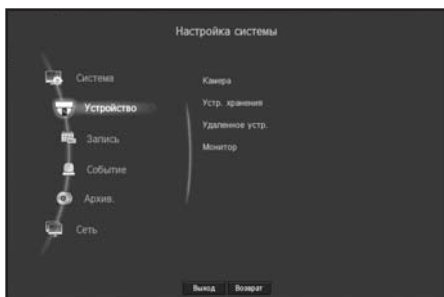 Настройка системы
Система
Устройство
Запись
Событие
Архив.
Сеть
Камера
Устр. хранения
Удаленное устр.
Монитор
Выход Возврат